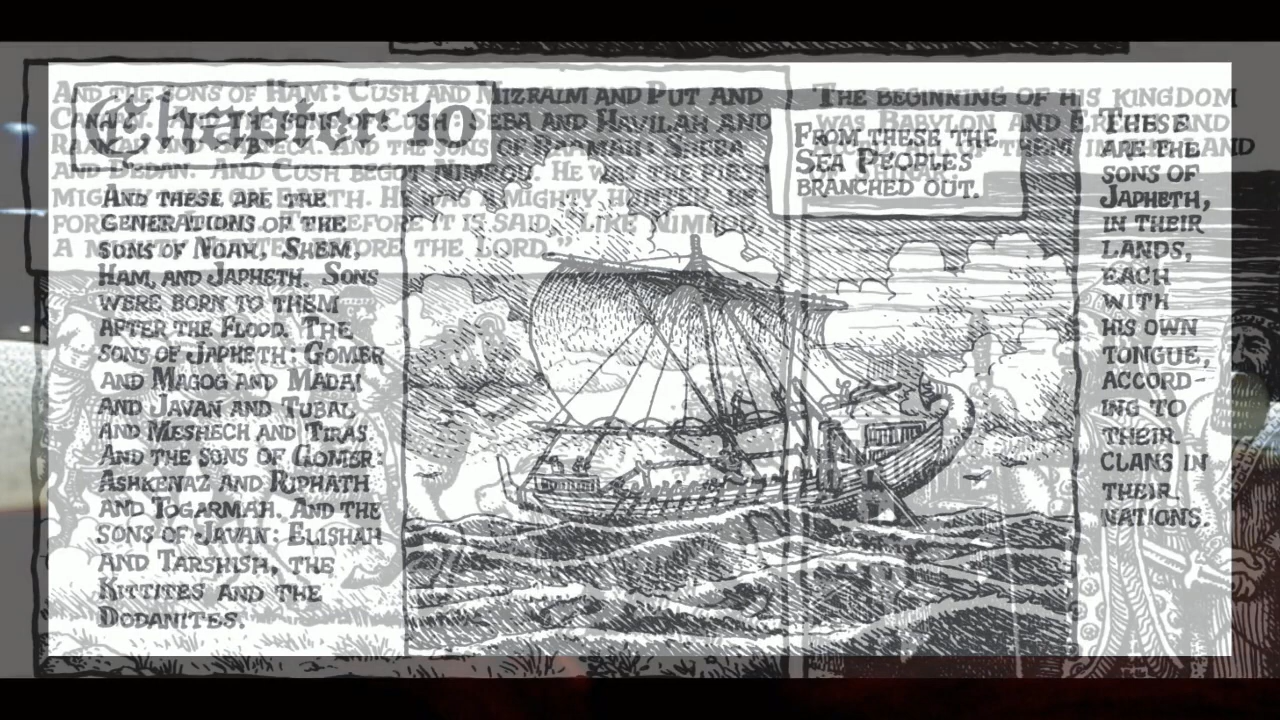 Chapter 10
AND THESE ARE THE
GENERATIONS OF THE
SONS OF NOAH, SHEM,
HAM, AND JAPHETH. SONS
WERE BORN TO THEM
AFTER THE FLOOD. THE
SONS OF JAPHETH: GOMER
AND MAGOG AND MADAI
AND JAVAN AND TUBAL
AND MESHECH AND TIRAS.
AND THE SONS OF GOMER:
ASHKENAZ AND RIPHATH
AND TOGARMAH. AND THE
SONS OF JAVAN: ELISHAH
AND TARSHISH, THE
KITTITES AND THE
DODANITES.
FROM THESE THE
SEA PEOPLES
BRANCHED OUT.
THESE
ARE THE
SONS OF
JAPHETH,
IN THEIR
LANDS,
EACH
WITH
HIS OWN
TONGUE,
ACCORD-
ING TO
THEIR
CLANS IN
THEIR
NATIONS.
AND THE SONS OF HAM: CUSH AND MIZRAIM AND PUT AND
CANAAN. AND THE SONS OF CUSH: SEBA AND HAVILAH AND
RAAMAH AND THE SONS OF RAAMAH: SHEBA
AND DEDAN. AND CUSH BEGOT NIMROD. HE WAS THE FIRST
MIGHTY EARTH. HE WAS A MIGHTY HUNTER
THEREFORE IT IS SAID, "LIKE NIMROD,
A MIGHTY HUNTER BEFORE THE LORD."
THE BEGINNING OF HIS KINGDOM
WAS BABYLON AND AND
THEM IN LAND